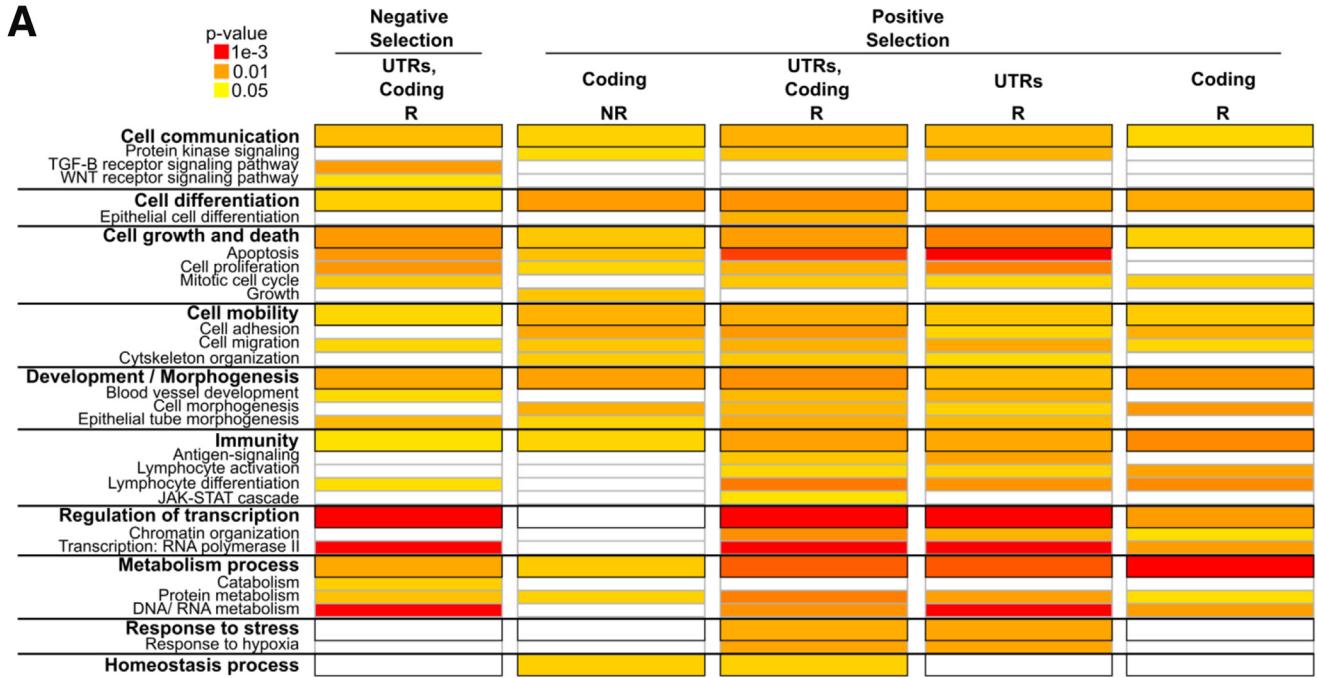 A
Negative
Selection
Positive
Selection
p-value
1e-3
0.01
0.05
UTRs,
Coding
R
Coding
NR
UTRs,
Coding
R
UTRs
R
Coding
R
Cell communication
Protein kinase signaling
TGF-B receptor signaling pathway
WNT receptor signaling pathway
Cell differentiation
Epithelial cell differentiation
Cell growth and death
Apoptosis
Cell proliferation
Mitotic cell cycle
Growth
Cell mobility
Cell adhesion
Cell migration
Cytskeleton organization
Development / Morphogenesis
Blood vessel development
Cell morphogenesis
Epithelial tube morphogenesis
Immunity
Antigen-signaling
Lymphocyte activation
Lymphocyte differentiation
JAK-STAT cascade
Regulation of transcription
Chromatin organization
Transcription: RNA polymerase II
Metabolism process
Catabolism
Protein metabolism
DNA/ RNA metabolism
Response to stress
Response to hypoxia
Homeostasis process